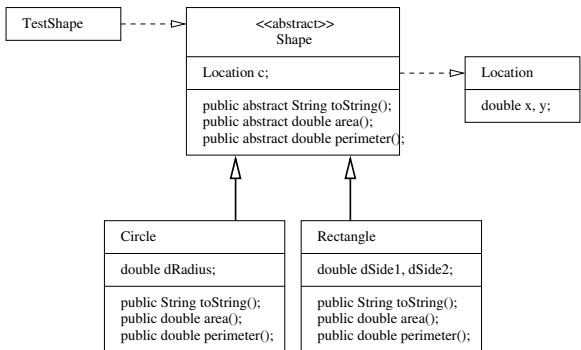 TestShape
<<abstract>>
Shape
Location c;
public abstract String toString();
public abstract double area();
public abstract double perimeter();
Location
double x, y;
Circle
double dRadius;
public String toString();
public double area();
public double perimeter();
Rectangle
double dSide1, dSide2;
public String toString();
public double area();
public double perimeter();